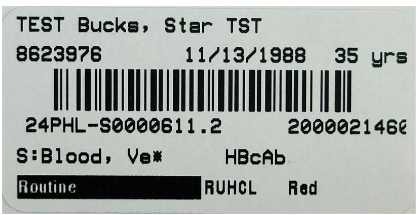 TEST Bucks, Star TST
8623976 11/13/1988 35 yrs
24PHL-S0000611.2 200002146
S:Blood, Ve* HBcAb
Routine RUHCL Red